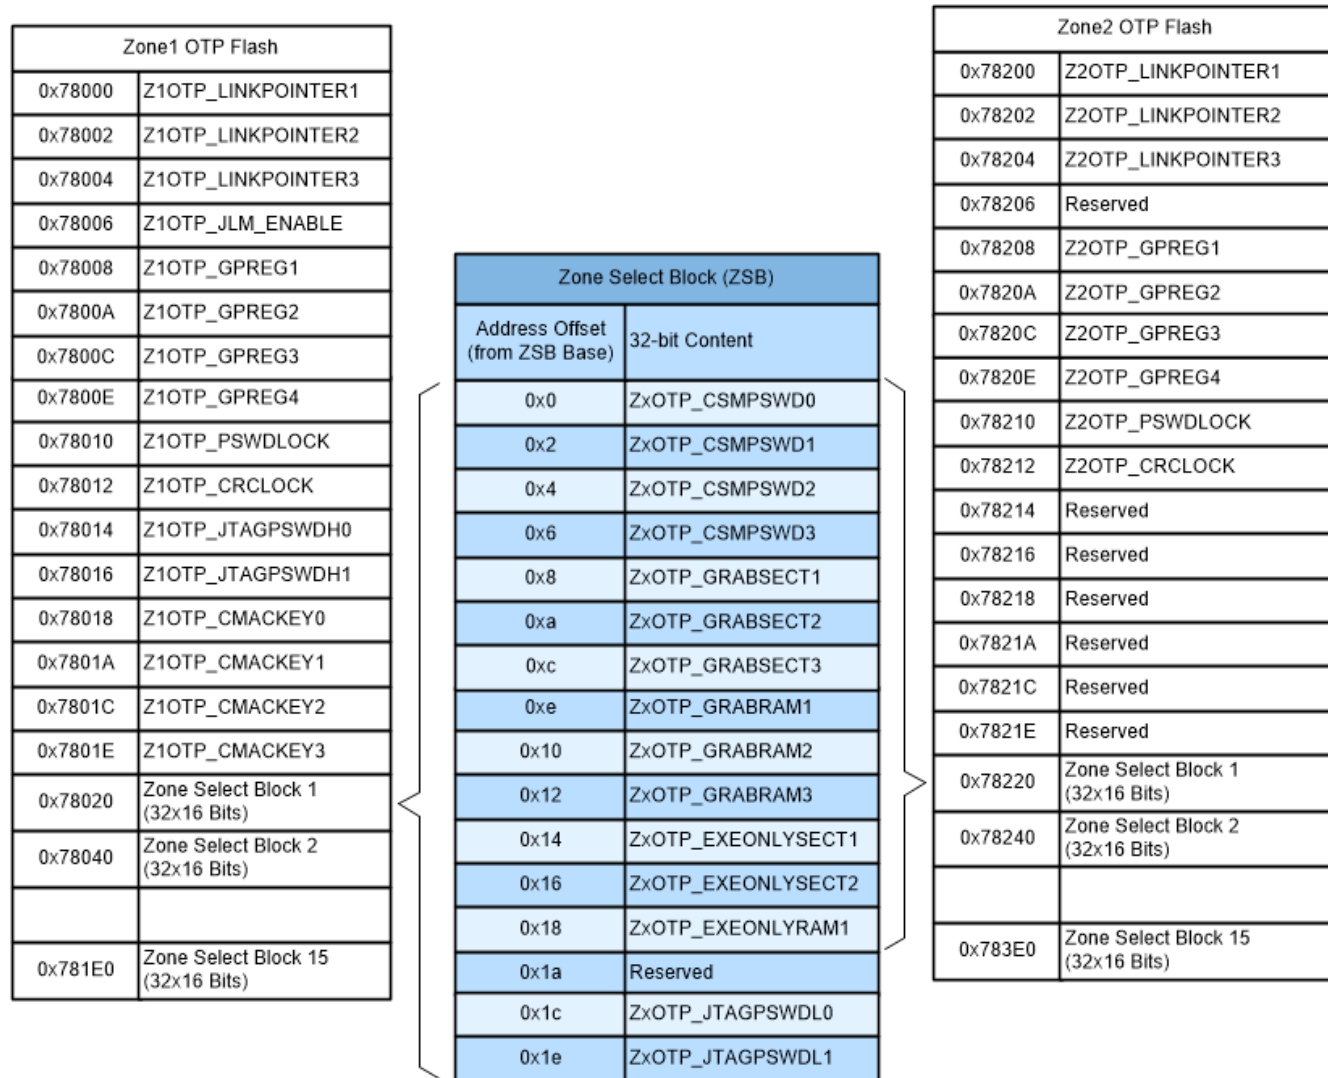 Zone1 OTP Flash
0x78000 Z1OTP_LINKPOINTER1
0x78002 Z1OTP_LINKPOINTER2
0x78004 Z1OTP_LINKPOINTER3
0x78006 Z1OTP_JLM_ENABLE
0x78008 Z1OTP_GPREG1
0x7800A Z1OTP_GPREG2
0x7800C Z1OTP_GPREG3
0x7800E Z1OTP_GPREG4
0x78010 Z1OTP_PSWDLOCK
0x78012 Z1OTP_CRCLOCK
0x78014 Z1OTP_JTAGPSWDH0
0x78016 Z1OTP_JTAGPSWDH1
0x78018 Z1OTP_CMACKEY0
0x7801A Z1OTP_CMACKEY1
0x7801C Z1OTP_CMACKEY2
0x7801E Z1OTP_CMACKEY3
0x78020 Zone Select Block 1
(32x16 Bits)
0x78040 Zone Select Block 2
(32x16 Bits)
0x781E0 Zone Select Block 15
(32x16 Bits)
Zone Select Block (ZSB)
Address Offset
(from ZSB Base) 32-bit Content
0x0 ZxOTP_CSMPSWD0
0x2 ZxOTP_CSMPSWD1
0x4 ZxOTP_CSMPSWD2
0x6 ZxOTP_CSMPSWD3
0x8 ZxOTP_GRABSECT1
0xa ZxOTP_GRABSECT2
0xc ZxOTP_GRABSECT3
0xe ZxOTP_GRABRAM1
0x10 ZxOTP_GRABRAM2
0x12 ZxOTP_GRABRAM3
0x14 ZxOTP_EXEONLYSECT1
0x16 ZxOTP_EXEONLYSECT2
0x18 ZxOTP_EXEONLYRAM1
0x1a Reserved
0x1c ZxOTP_JTAGPSWDL0
0x1e ZxOTP_JTAGPSWDL1
Zone2 OTP Flash
0x78200 Z2OTP_LINKPOINTER1
0x78202 Z2OTP_LINKPOINTER2
0x78204 Z2OTP_LINKPOINTER3
0x78206 Reserved
0x78208 Z2OTP_GPREG1
0x7820A Z2OTP_GPREG2
0x7820C Z2OTP_GPREG3
0x7820E Z2OTP_GPREG4
0x78210 Z2OTP_PSWDLOCK
0x78212 Z2OTP_CRCLOCK
0x78214 Reserved
0x78216 Reserved
0x78218 Reserved
0x7821A Reserved
0x7821C Reserved
0x7821E Reserved
0x78220 Zone Select Block 1
(32x16 Bits)
0x78240 Zone Select Block 2
(32x16 Bits)
0x783E0 Zone Select Block 15
(32x16 Bits)